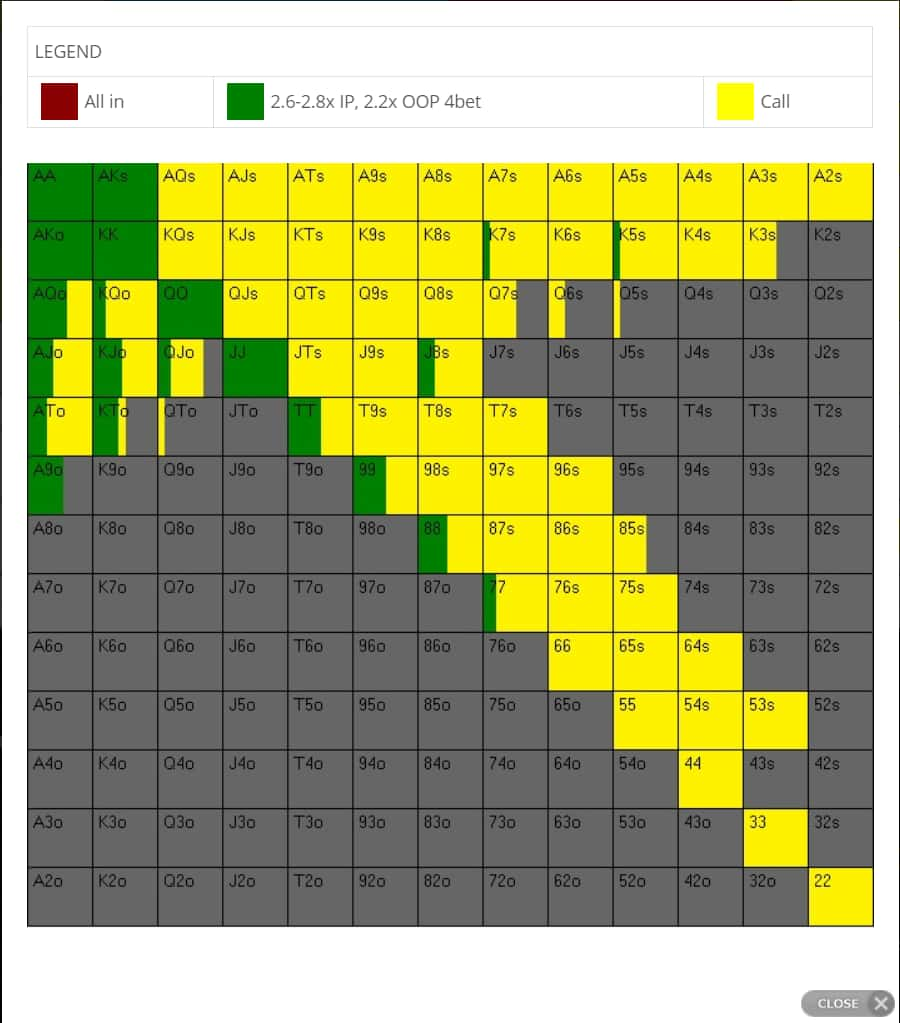 LEGEND
All in 2.6-2.8x IP, 2.2x OOP 4bet Call
AA AKs AQs AJs ATs A9s A8s A7s A6s A5s A4s A3s A2s
AKo KK KQs KJs KTs K9s K8s K7s K6s K5s K4s K3s K2s
AQo KQo QQ QJs QTs Q9s Q8s Q7s Q6s Q5s Q4s Q3s Q2s
AJo KJo QJo JJ JTs J9s J8s J7s J6s J5s J4s J3s J2s
ATo KTo QTo JTo TT T9s T8s T7s T6s T5s T4s T3s T2s
A9o K9o Q9o J9o T9o 99 98s 97s 96s 95s 94s 93s 92s
A8o K8o Q8o J8o T8o 98o 88 87s 86s 85s 84s 83s 82s
A7o K7o Q7o J7o T7o 97o 87o 77 76s 75s 74s 73s 72s
A6o K6o Q6o J6o T6o 96o 86o 76o 66 65s 64s 63s 62s
A5o K5o Q5o J5o T5o 95o 85o 75o 65o 55 54s 53s 52s
A4o K4o Q4o J4o T4o 94o 84o 74o 64o 54o 44 43s 42s
A3o K3o Q3o J3o T3o 93o 83o 73o 63o 53o 43o 33 32s
A2o K2o Q2o J2o T2o 92o 82o 72o 62o 52o 42o 32o 22
CLOSE